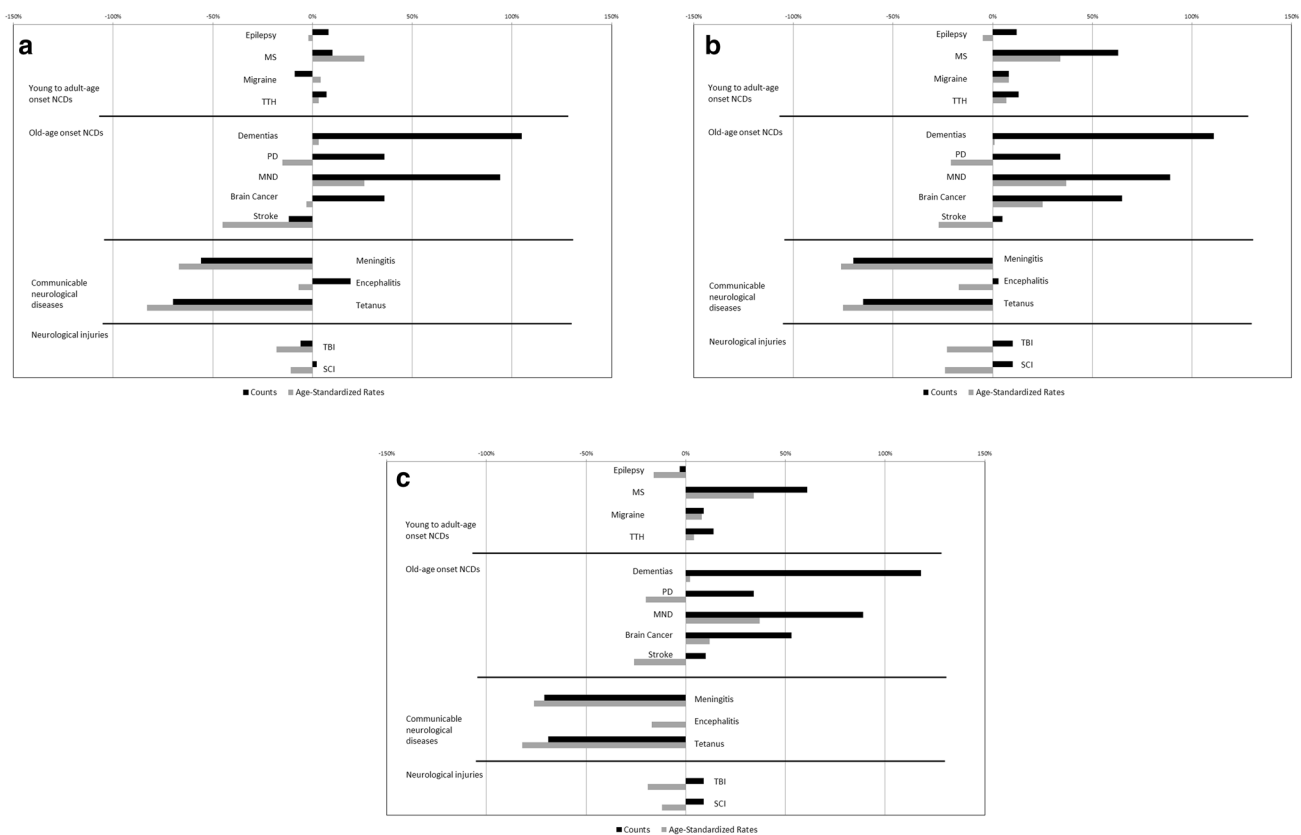 -150%
-100%
-50%
0%
50%
100%
150%
a
Epilepsy
MS
Migraine
TTH
Young to adult-age
onset NCDs
Old-age onset NCDs
Dementias
PD
MND
Brain Cancer
Stroke
Meningitis
Encephalitis
Tetanus
Communicable
neurological
diseases
Neurological injuries
TBI
SCI
Counts
Age-Standardized Rates
-150%
-100%
-50%
0%
50%
100%
150%
b
Epilepsy
MS
Migraine
TTH
Young to adult-age
onset NCDs
Old-age onset NCDs
Dementias
PD
MND
Brain Cancer
Stroke
Meningitis
Encephalitis
Tetanus
Communicable
neurological
diseases
Neurological injuries
TBI
SCI
Counts
Age-Standardized Rates
-150%
-100%
-50%
0%
50%
100%
150%
c
Epilepsy
MS
Migraine
TTH
Young to adult-age
onset NCDs
Old-age onset NCDs
Dementias
PD
MND
Brain Cancer
Stroke
Meningitis
Encephalitis
Tetanus
Communicable
neurological
diseases
Neurological injuries
TBI
SCI
Counts
Age-Standardized Rates